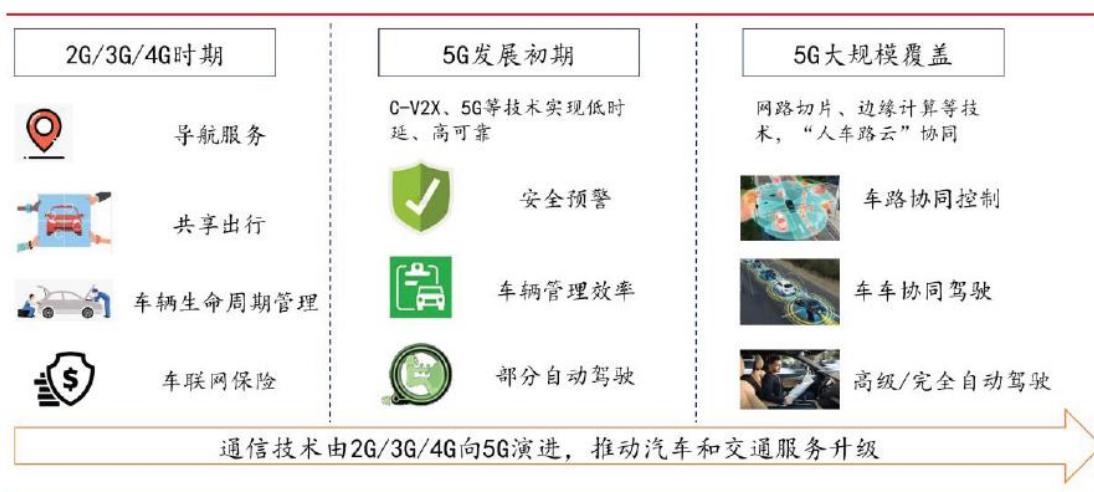 2G/3G/4G时期
导航服务
共享出行
车辆生命周期管理
车联网保险
5G发展初期
C-V2X、5G等技术实现低时
延、高可靠
安全预警
车辆管理效率
部分自动驾驶
5G大规模覆盖
网路切片、边缘计算等技
术，“人车路云”协同
车路协同控制
车车协同驾驶
高级/完全自动驾驶
通信技术由2G/3G/4G向5G演进，推动汽车和交通服务升级